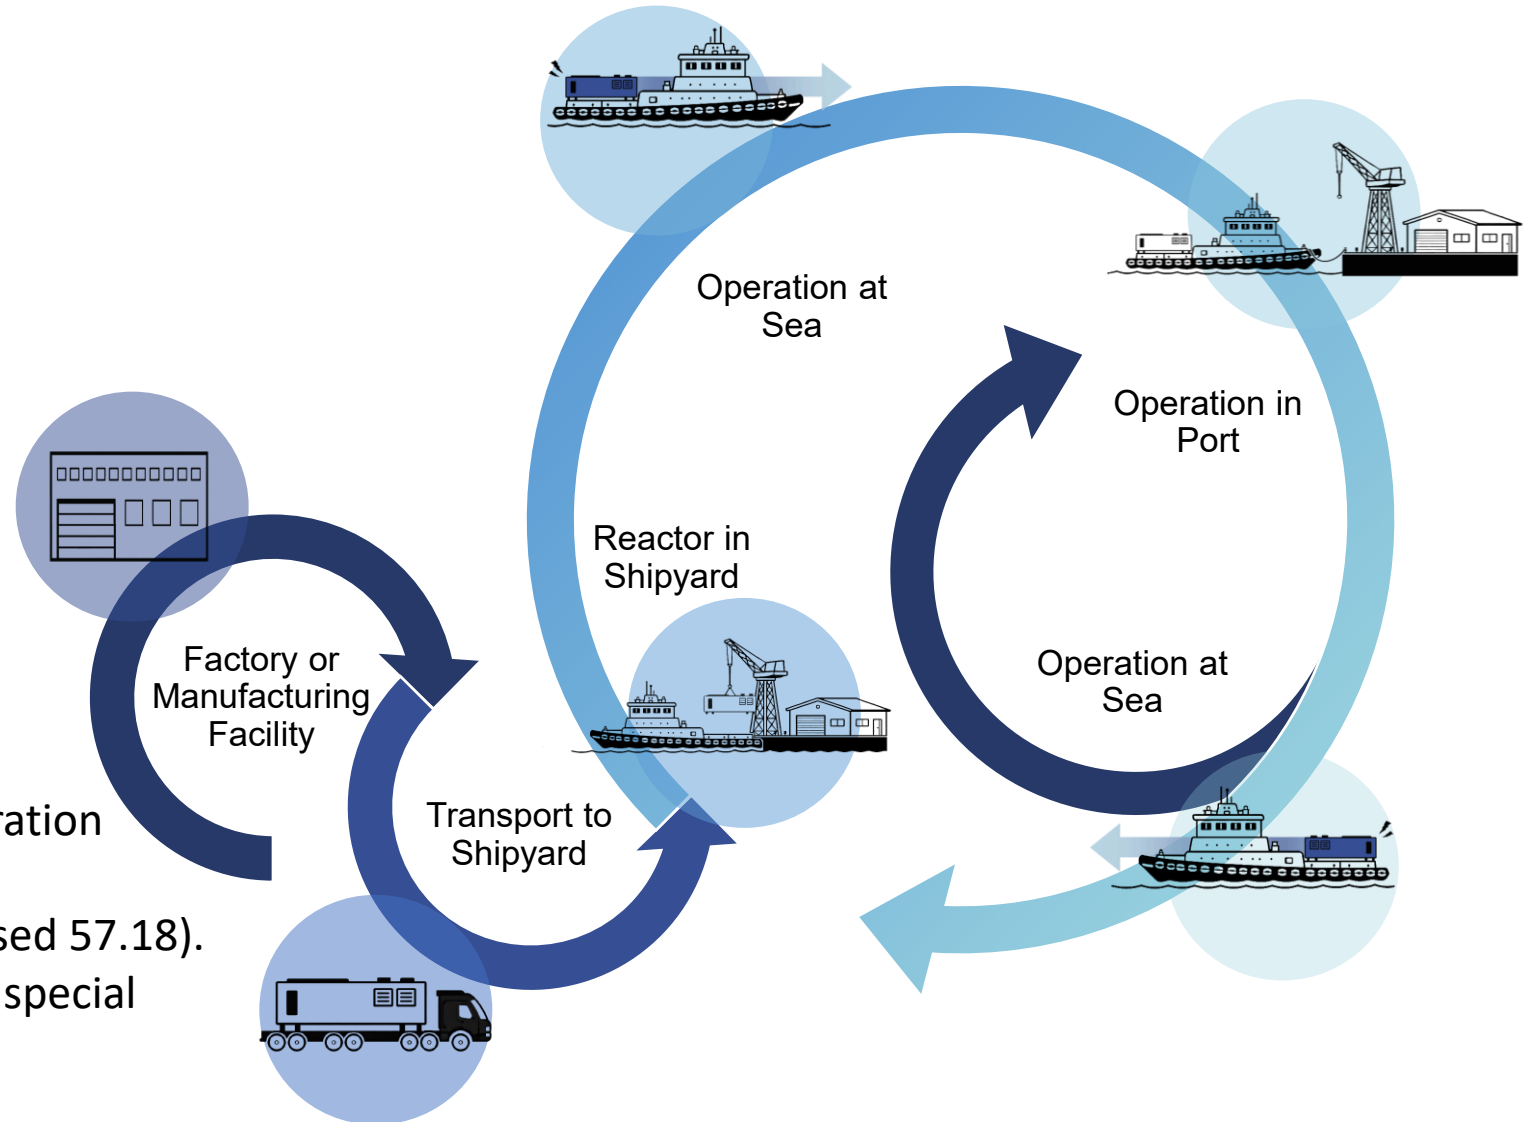 Operation at
Sea
Operation in
Port
Reactor in
Shipyard
Factory or
Manufacturing
Facility
Operation at
Sea
Transport to
Shipyard
ration
sed 57.18).
special